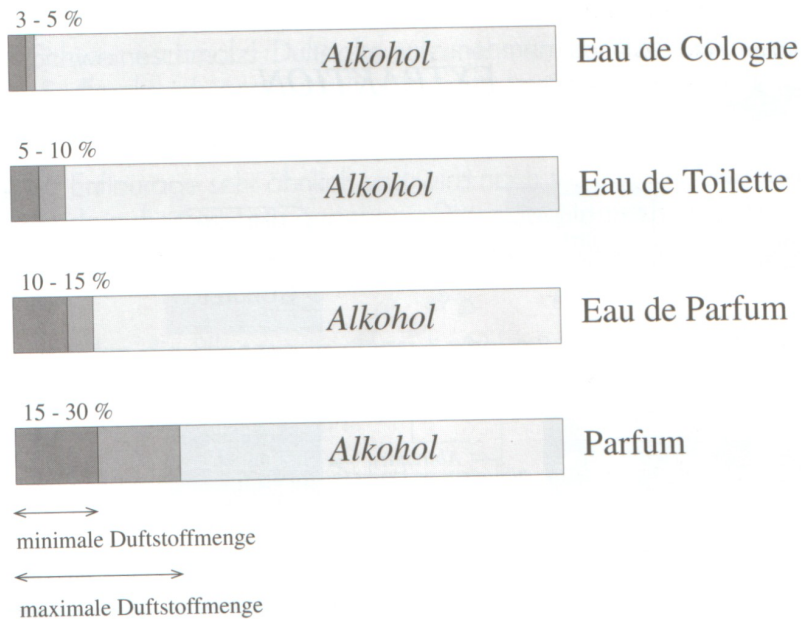 3 - 5 %
Alkohol Eau de Cologne
5 - 10 %
Alkohol Eau de Toilette
10 - 15 %
Alkohol Eau de Parfum
15 - 30 %
Alkohol Parfum
minimale Duftstoffmenge
maximale Duftstoffmenge